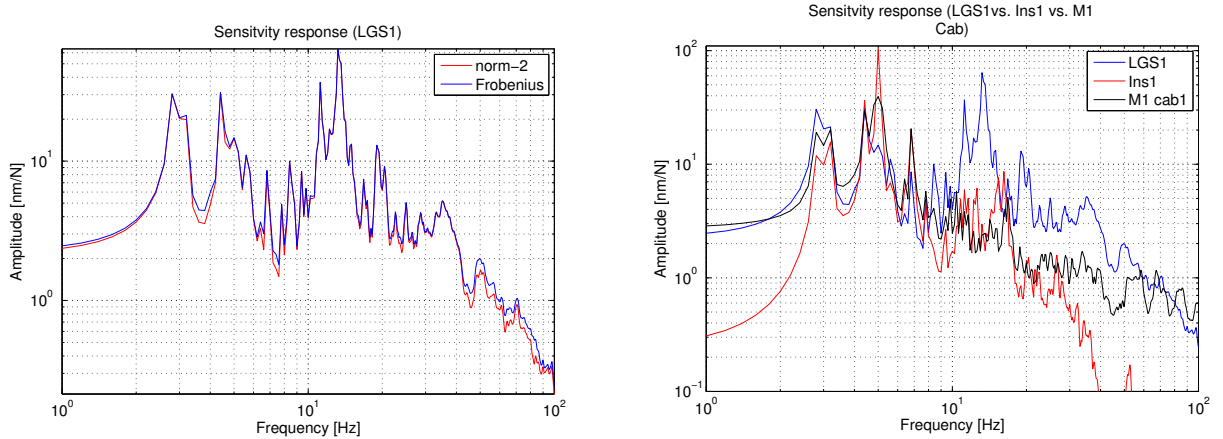 Sensitvity response (LGS1)
norm−2
Frobenius
Amplitude [nm/N]
10^1
10^0
10^0
10^1
10^2
Frequency [Hz]
Sensitvity response (LGS1vs. Ins1 vs. M1
Cab)
LGS1
Ins1
M1 cab1
Amplitude [nm/N]
10^2
10^1
10^0
10^−1
10^0
10^1
10^2
Frequency [Hz]